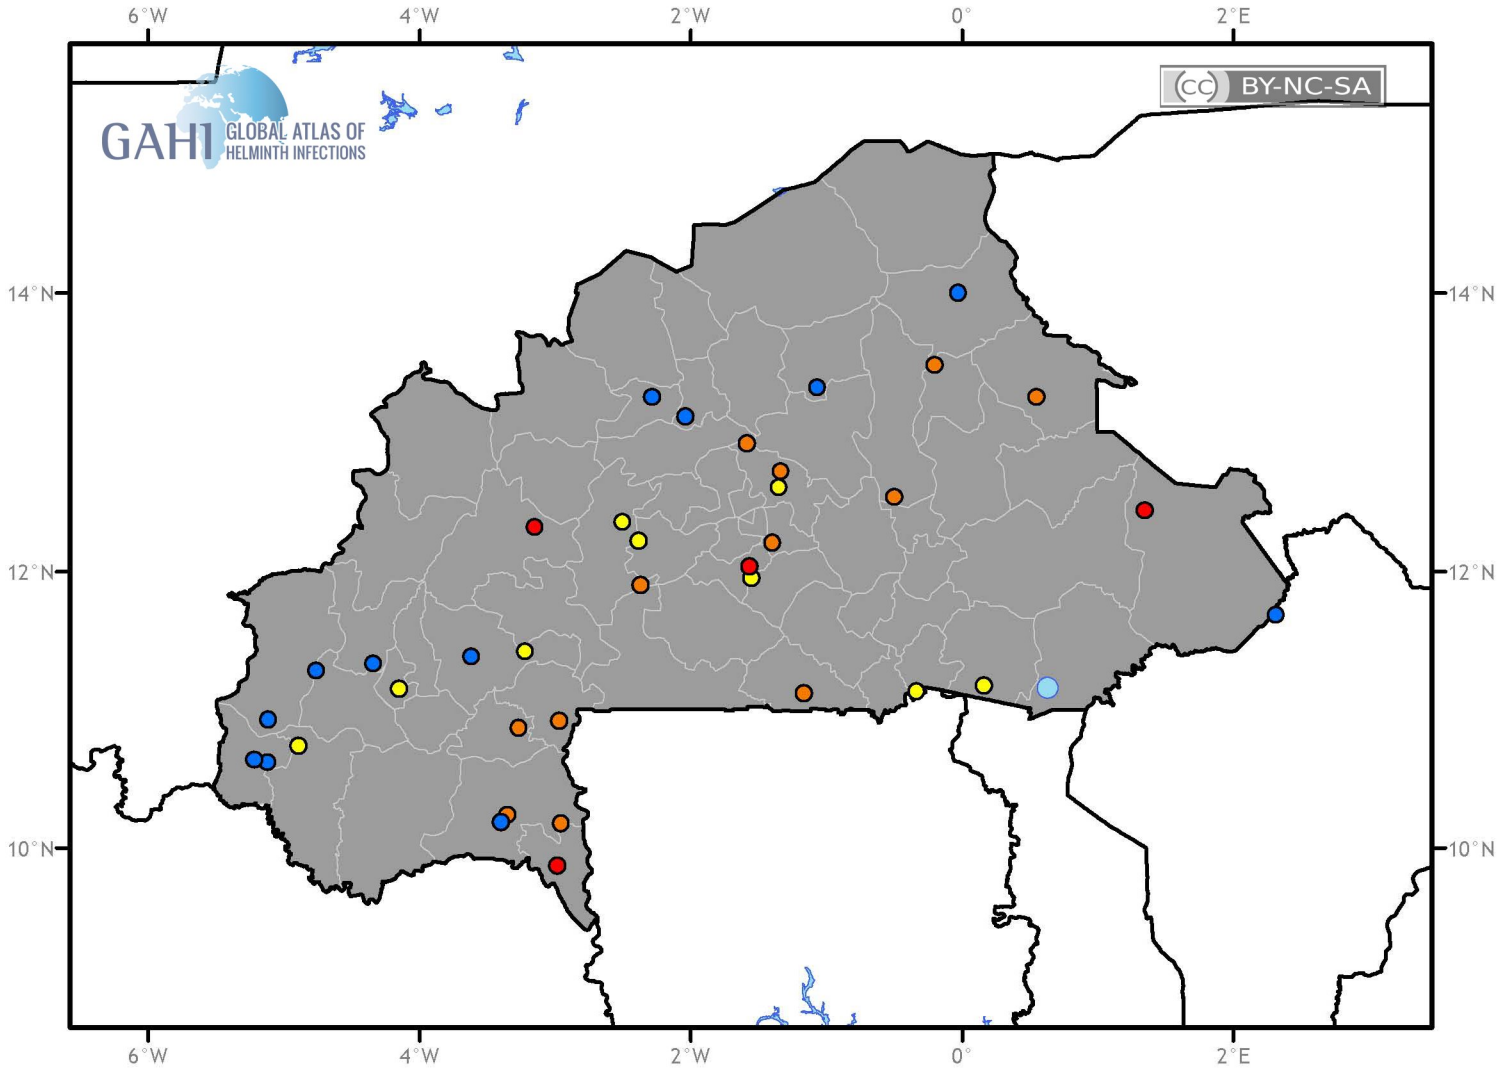 6°W 4°W 2°W 0° 2°E
GAHI GLOBAL ATLAS OF
HELMINTH INFECTIONS
(cc) BY-NC-SA
14°N 14°N
12°N 12°N
10°N 10°N
6°W 4°W 2°W 0° 2°E